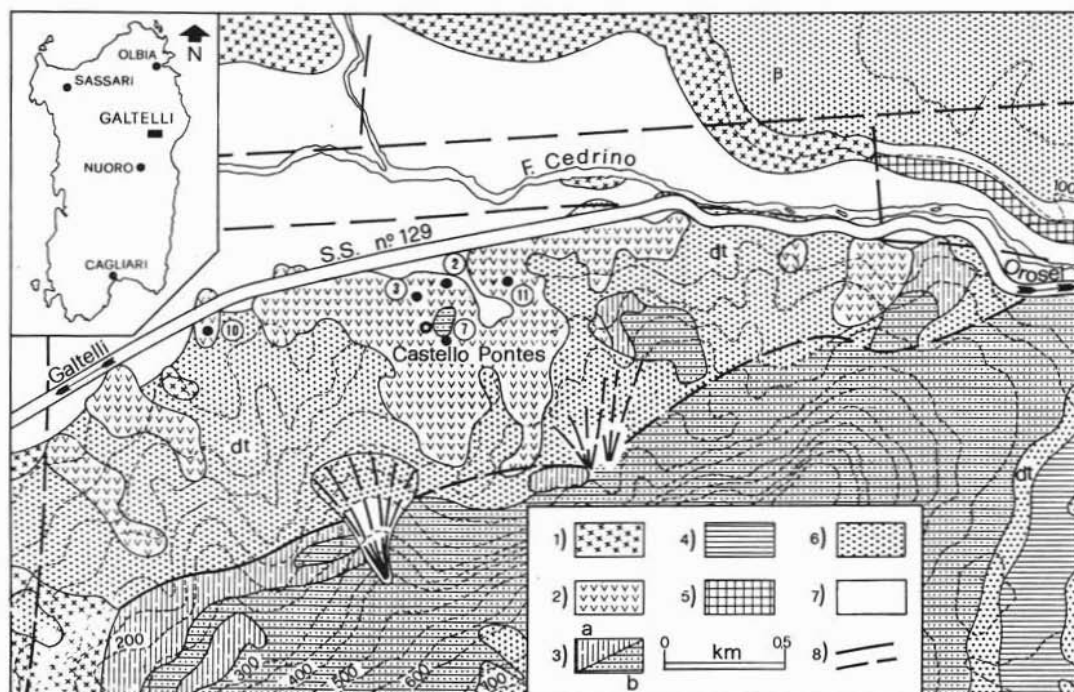 N
OLBIA
SASSARI
GALTELLI
NUORO
CAGLIARI
β
F. Cedrino
100
S.S. nº 129
dt
Orosei
2
3
11
7
10
Castello Pontes
Galtelli
dt
dt
200
300
400
500
600
100
1)
4)
6)
2)
5)
7)
a
3)
b
0 0,5
km
8)